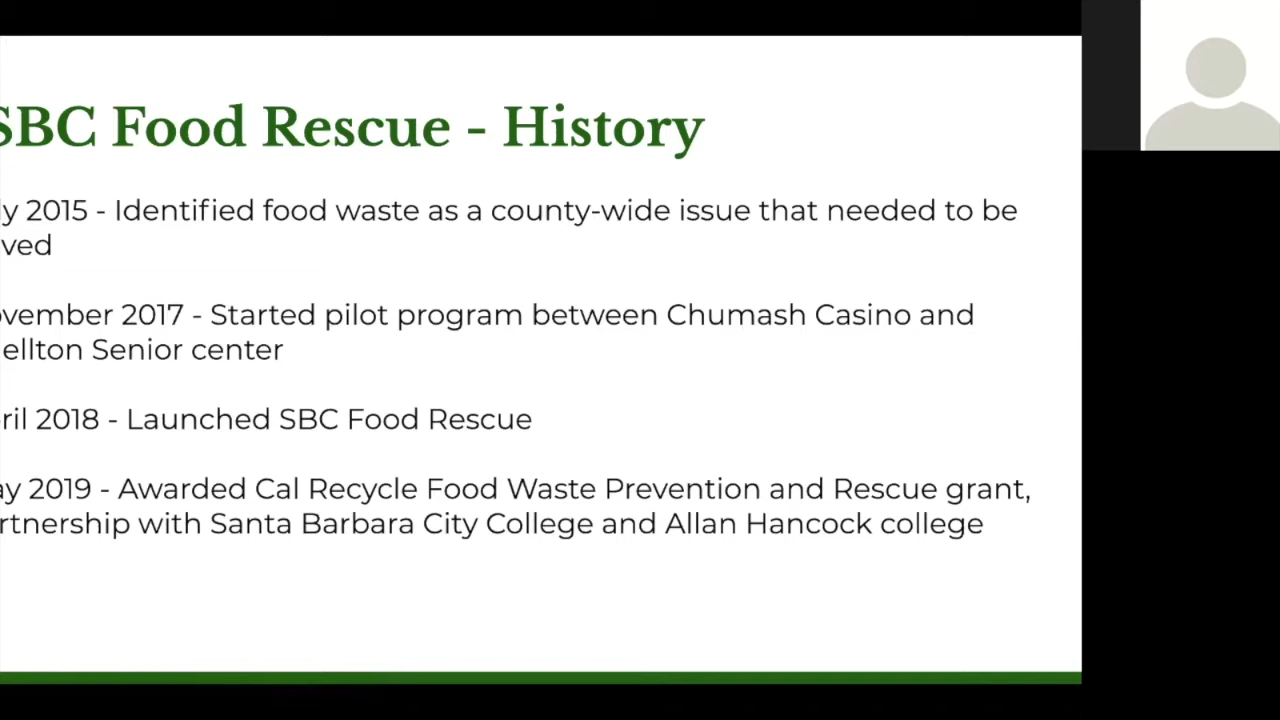 SBC Food Rescue - History
ly 2015 - Identified food waste as a county-wide issue that needed to be
ved
vember 2017 - Started pilot program between Chumash Casino and
ellton Senior center
ril 2018 - Launched SBC Food Rescue
ay 2019 - Awarded Cal Recycle Food Waste Prevention and Rescue grant,
rtnership with Santa Barbara City College and Allan Hancock college